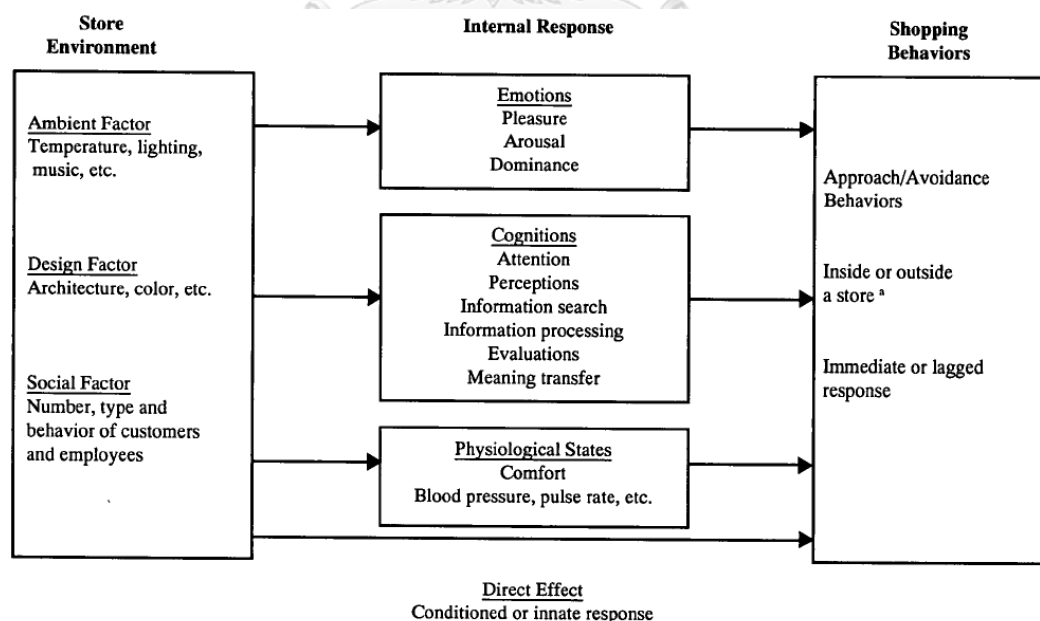 Store
Environment
Internal Response
Shopping
Behaviors
Ambient Factor
Temperature, lighting,
music, etc.
Design Factor
Architecture, color, etc.
Social Factor
Number, type and
behavior of customers
and employees
Emotions
Pleasure
Arousal
Dominance
Cognitions
Attention
Perceptions
Information search
Information processing
Evaluations
Meaning transfer
Physiological States
Comfort
Blood pressure, pulse rate, etc.
Approach/Avoidance
Behaviors
Inside or outside
a store ª
Immediate or lagged
response
Direct Effect
Conditioned or innate response